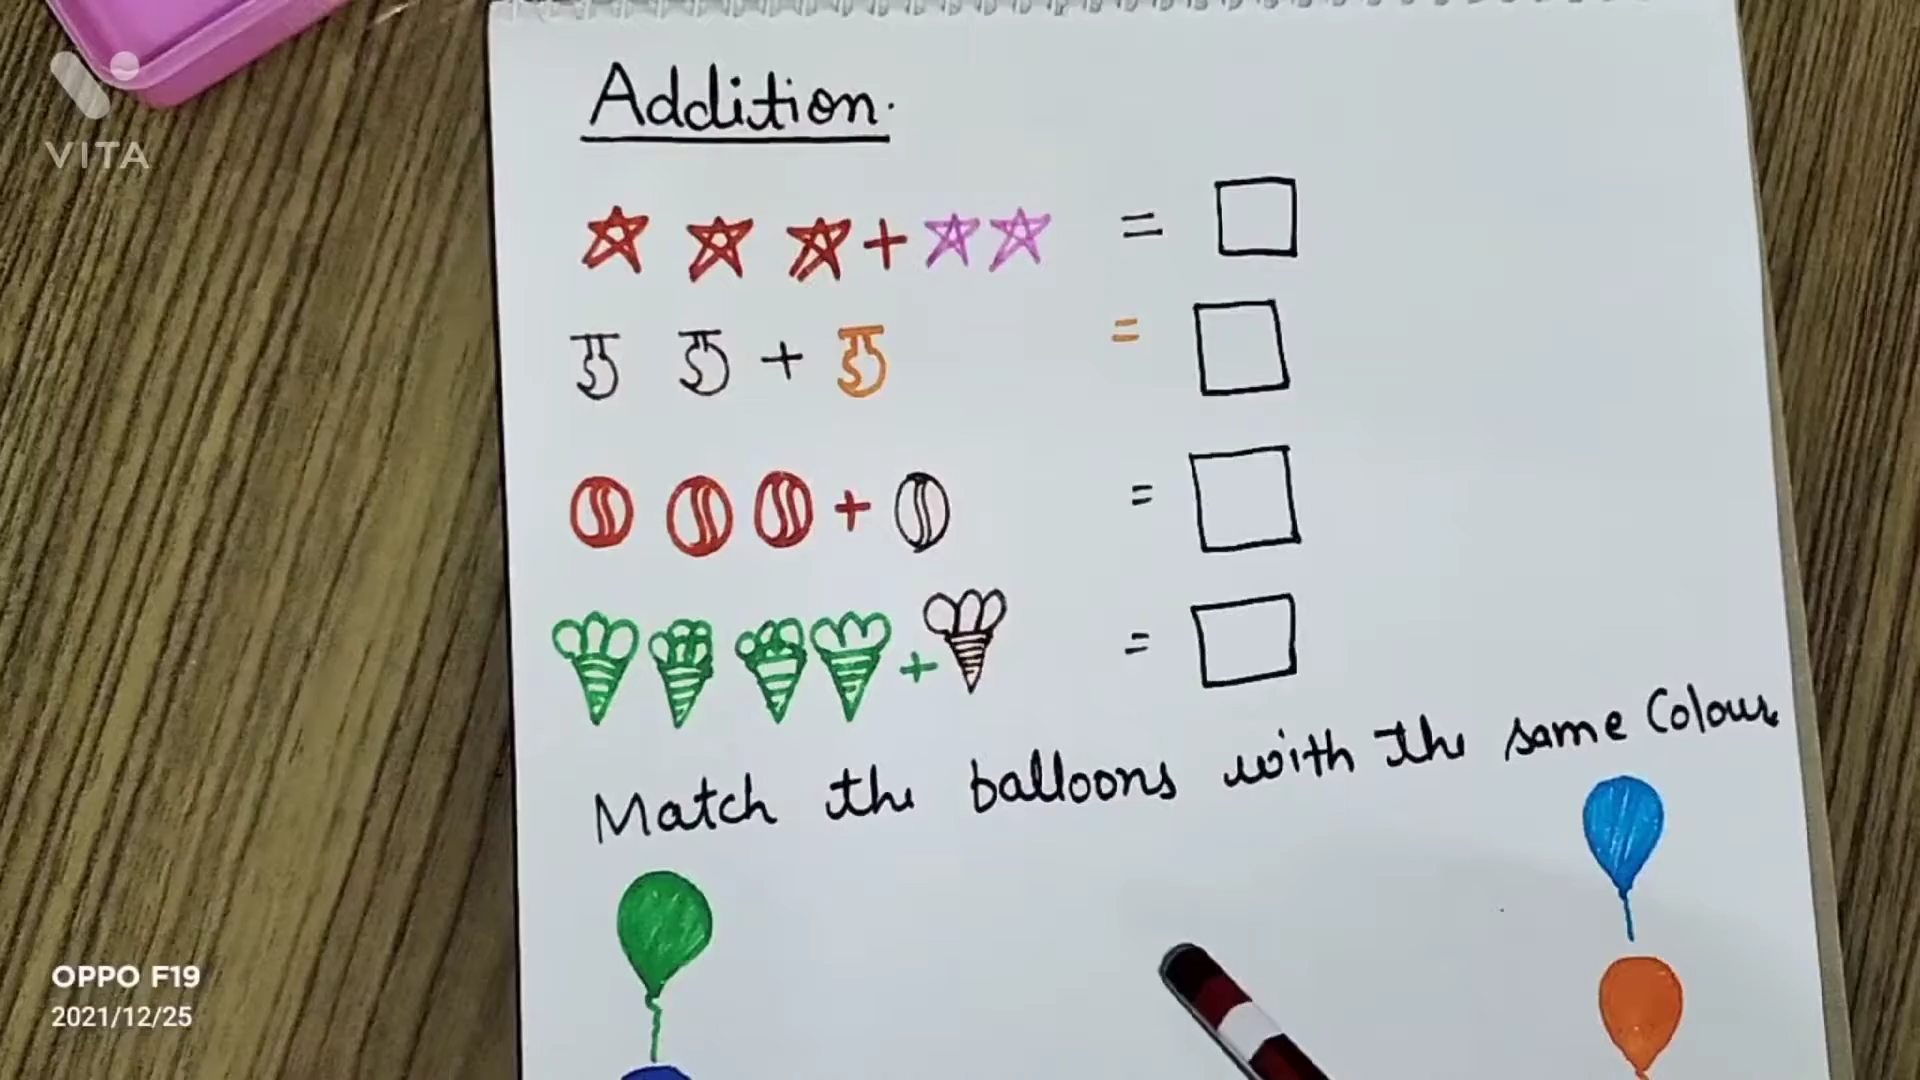 VITA
Addition.
+ =
+ =
+ =
+ =
Match the balloons with the same Colour
OPPO F19
2021/12/25